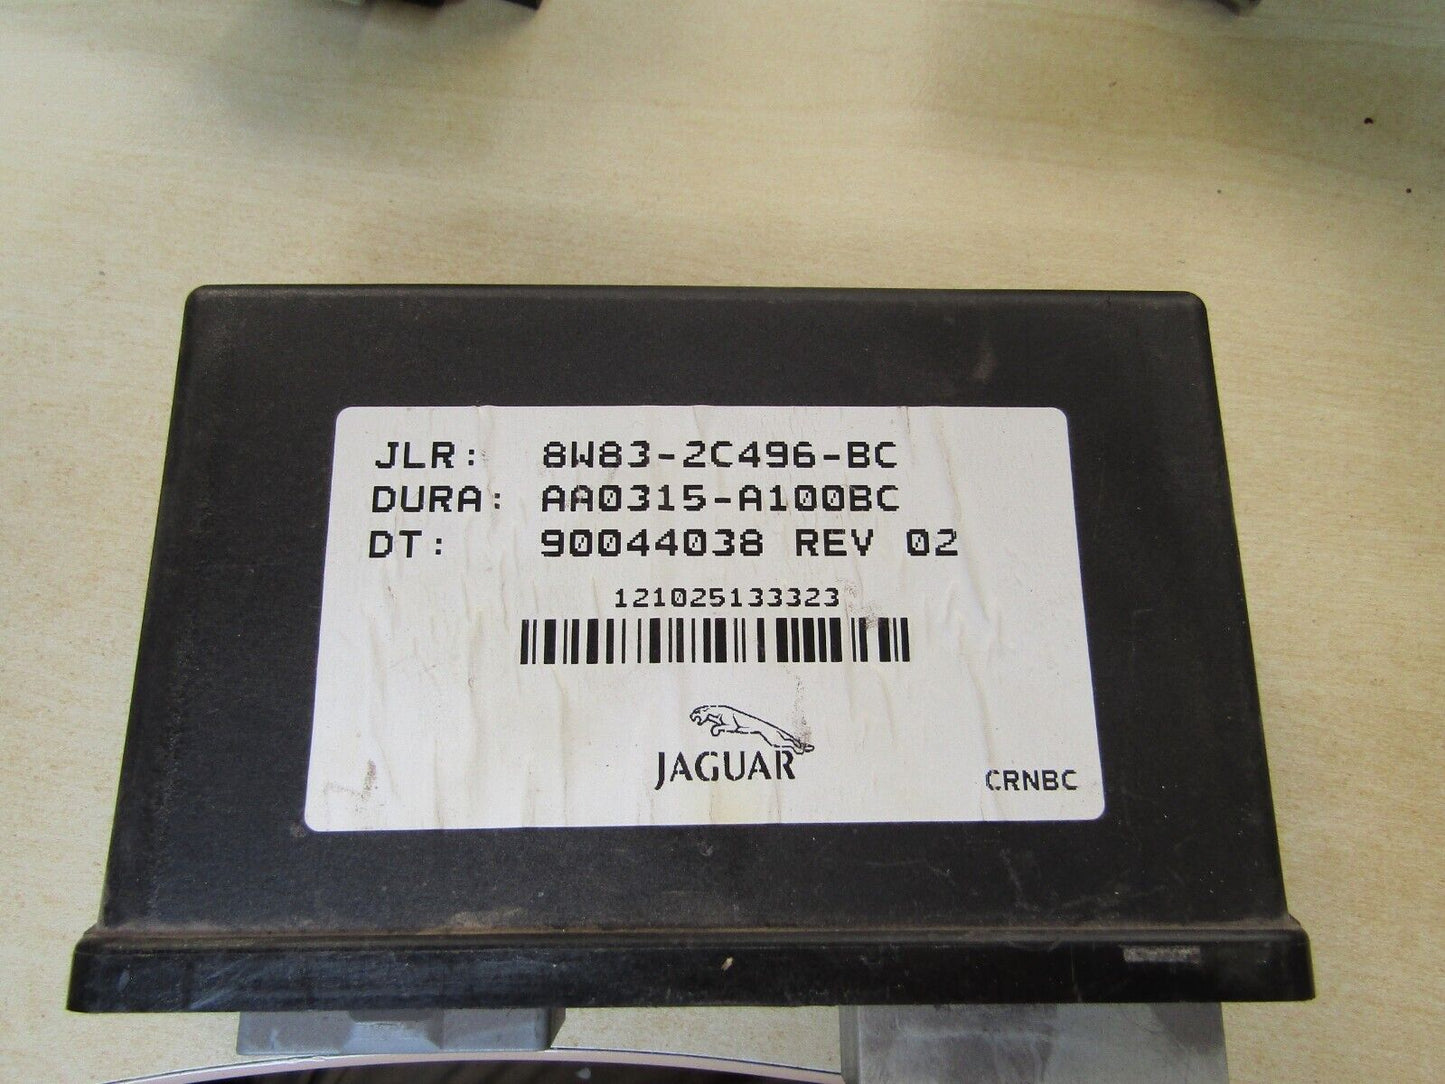 JLR: 8W83-2C496-BC
DURA: AA0315-A100BC
DT: 90044038 REV 02
121025133323
JAGUAR
CRNBC